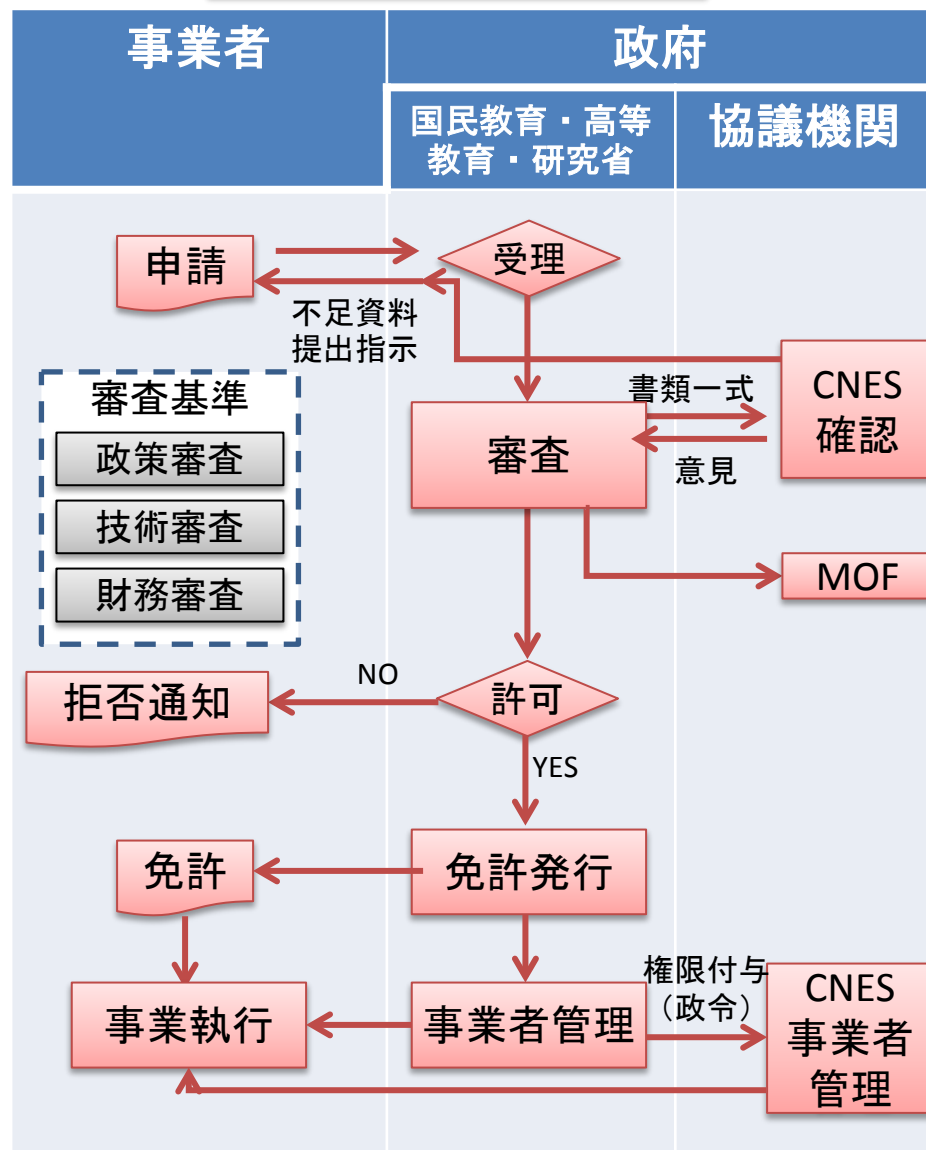 事業者
政府
国民教育・高等
教育・研究省
協議機関
申請
受理
不足資料
提出指示
審査基準
政策審査
技術審査
財務審査
審査
書類一式
意見
CNES
確認
MOF
NO
拒否通知
許可
YES
免許
免許発行
権限付与
（政令）
事業執行
事業者管理
CNES
事業者
管理